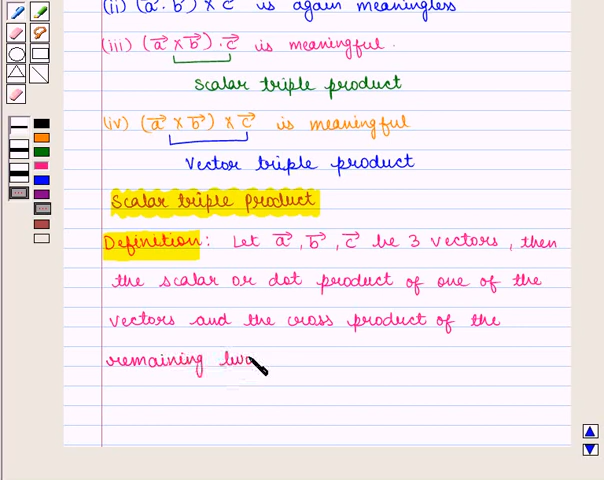 (ii) (a⃗ · b⃗) × c⃗ is again meaningless
(iii) (a⃗ × b⃗) · c⃗ is meaningful.
Scalar triple product
(iv) (a⃗ × b⃗) × c⃗ is meaningful
Vector triple product
Scalar triple product
Definition: Let a⃗, b⃗, c⃗ be 3 vectors, then
the scalar or dot product of one of the
vectors and the cross product of the
remaining two